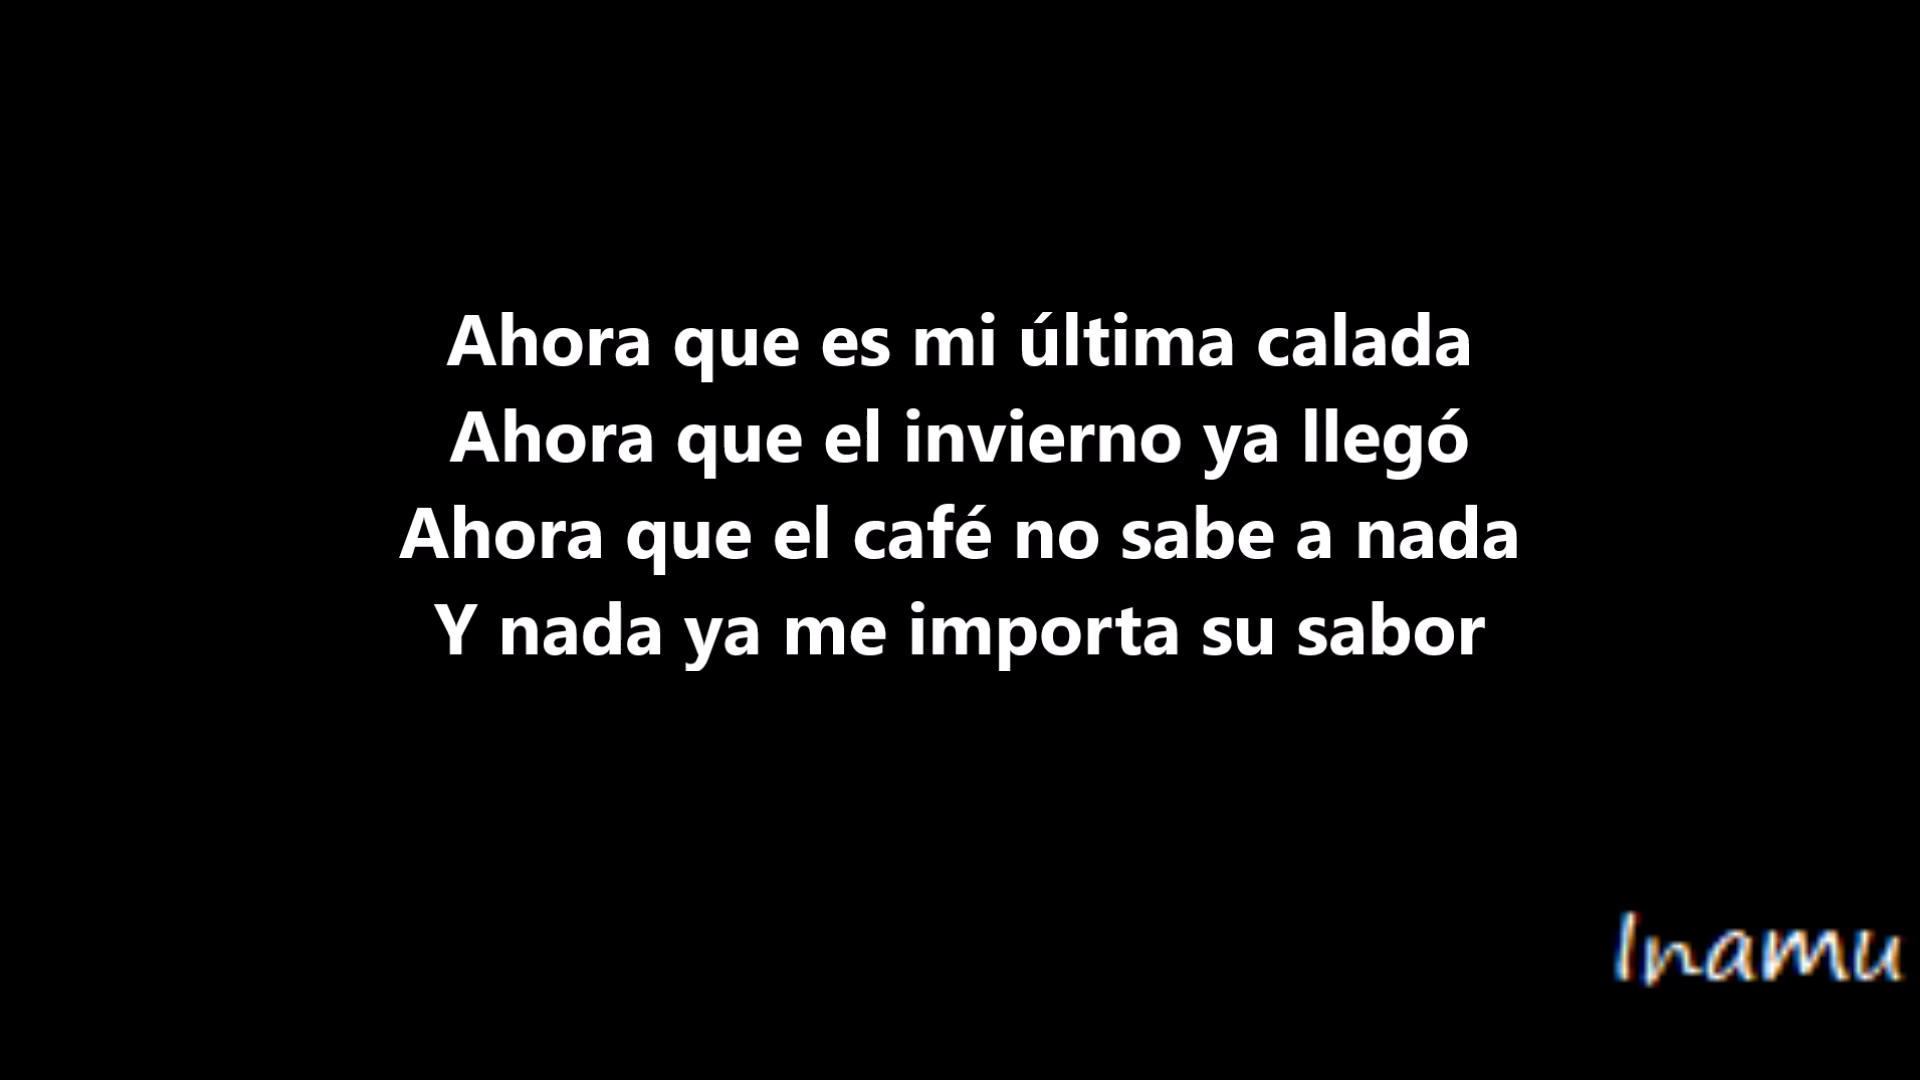 Ahora que es mi última calada
Ahora que el invierno ya llegó
Ahora que el café no sabe a nada
Y nada ya me importa su sabor
Inamu